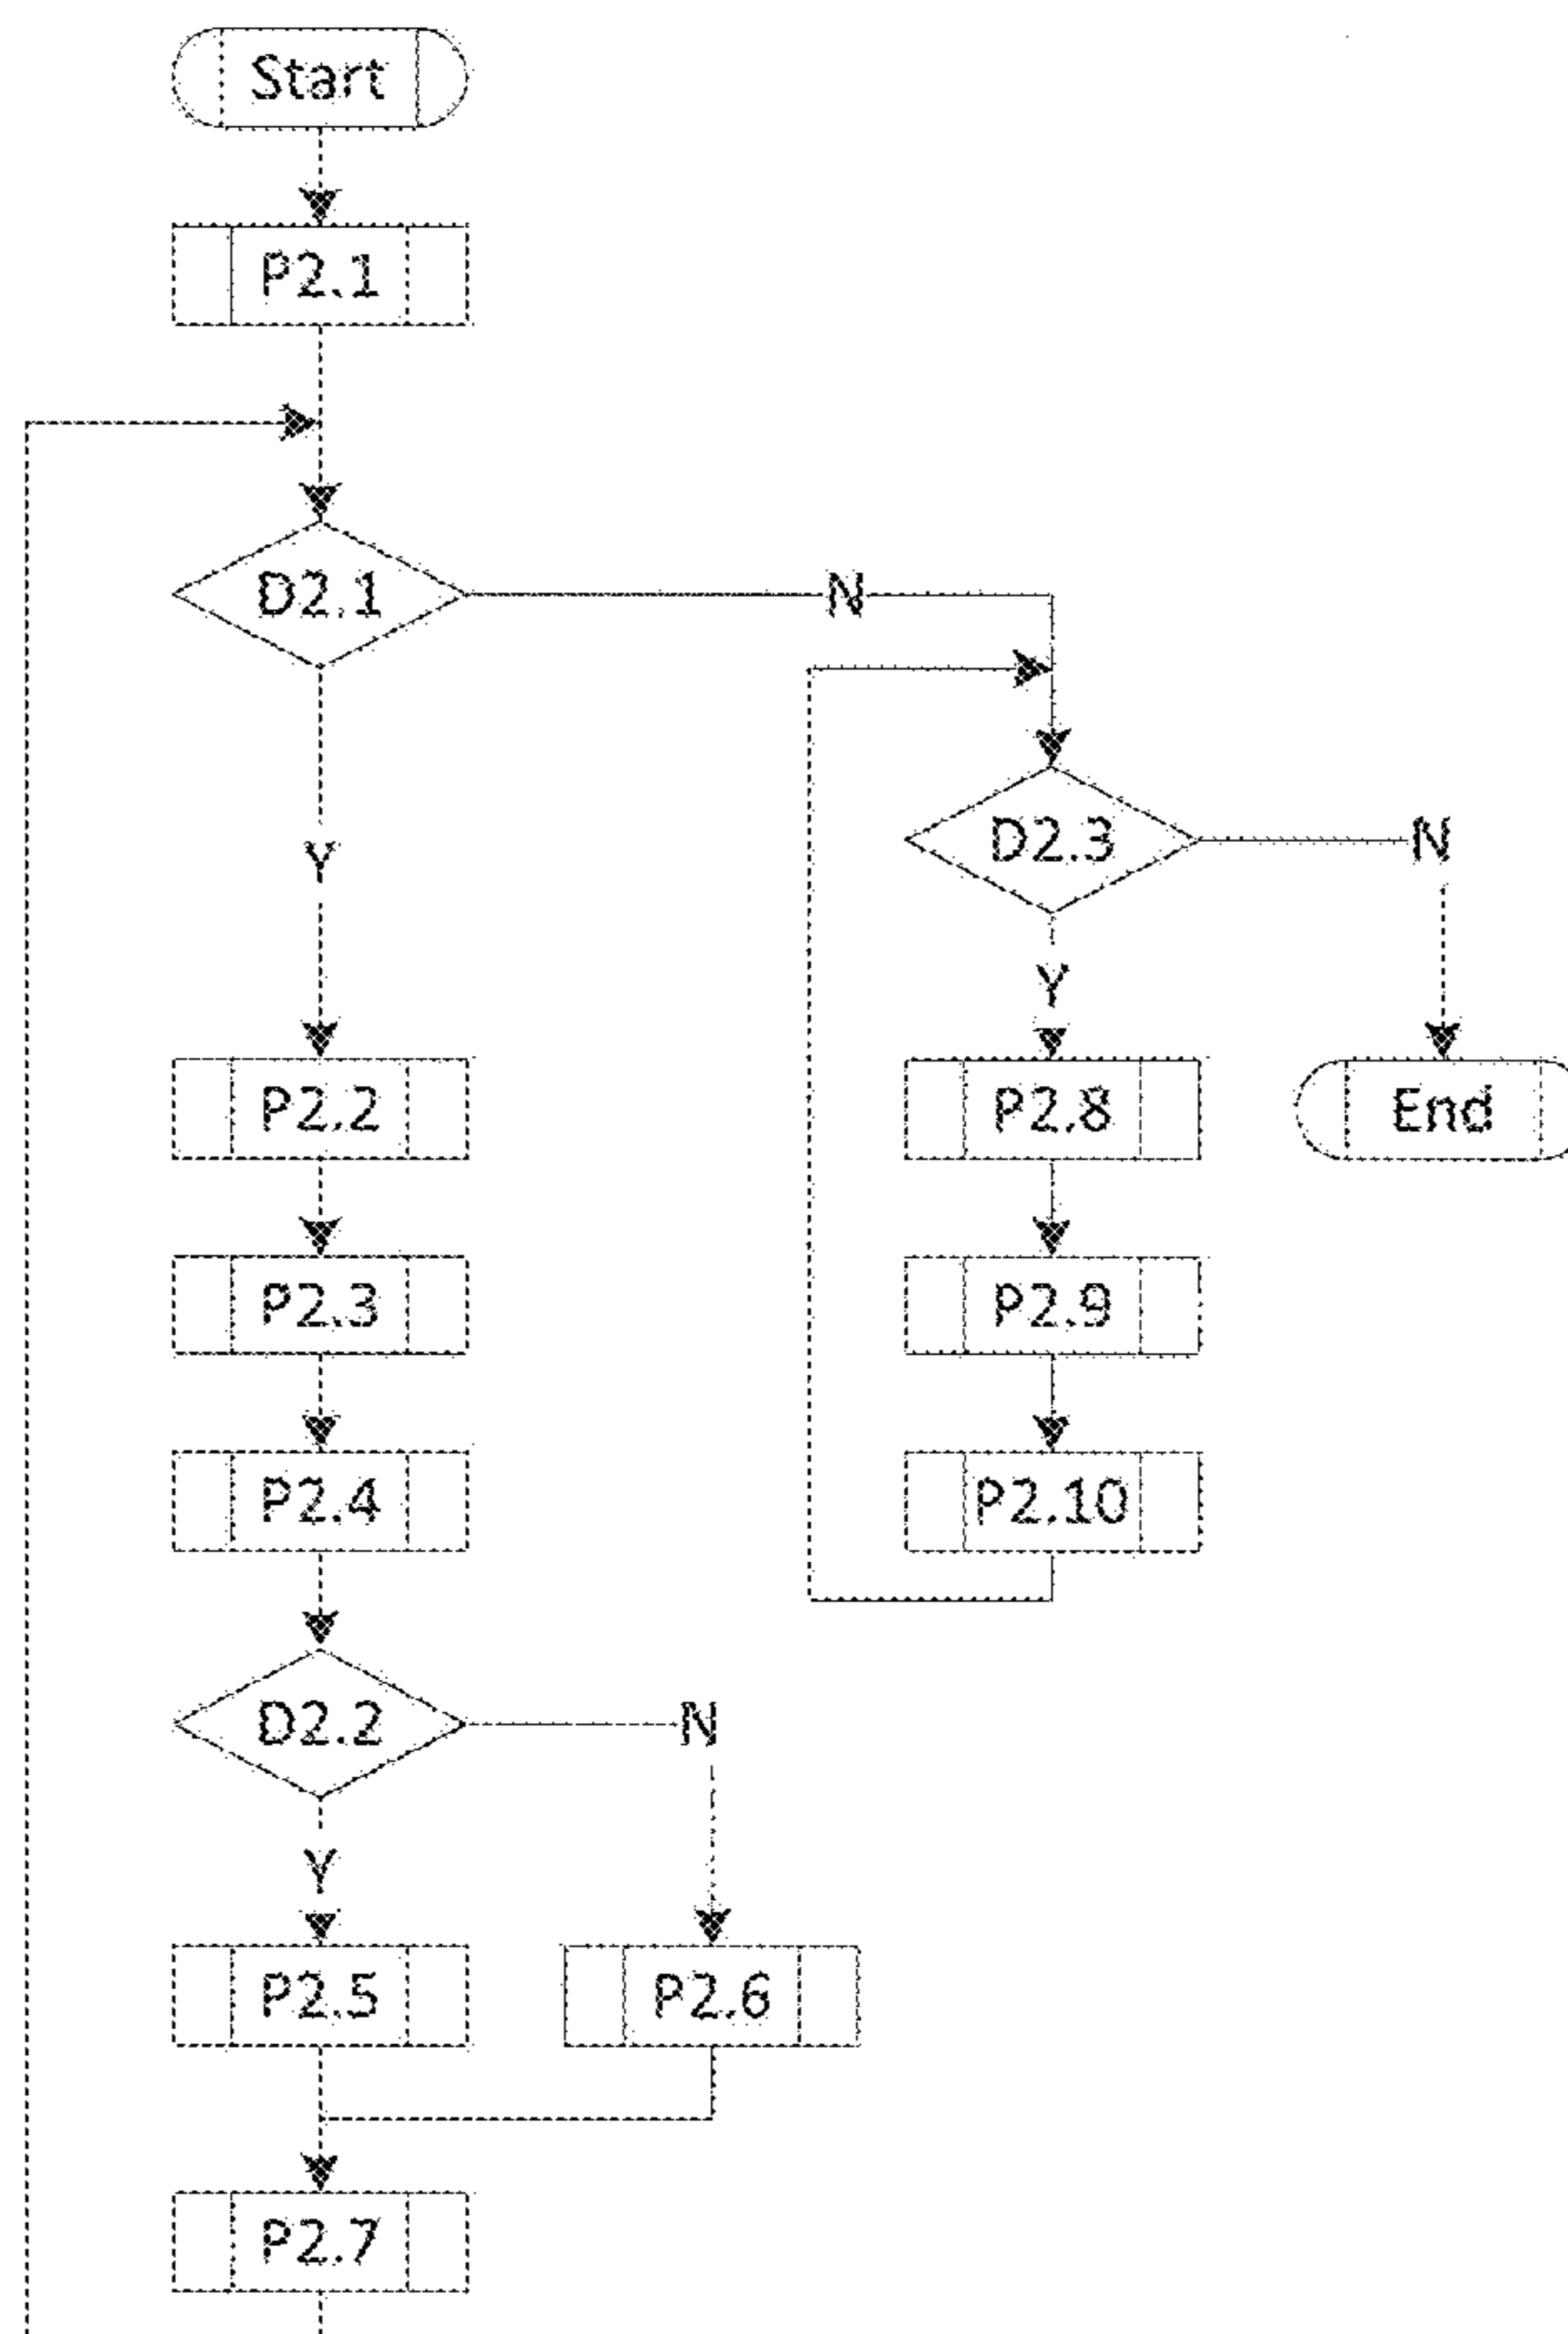 Start
P2.1
D2.1
N
D2.3
N
Y
Y
P2.2
P2.8
End
P2.3
P2.9
P2.4
P2.10
D2.2
N
Y
P2.5
P2.6
P2.7